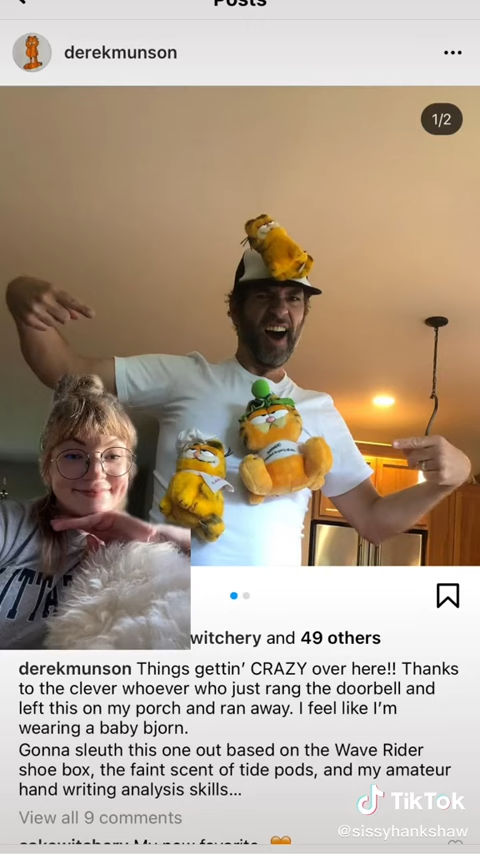 Posts
derekmunson
1/2
witchery and 49 others
derekmunson Things gettin' CRAZY over here!! Thanks
to the clever whoever who just rang the doorbell and
left this on my porch and ran away. I feel like I'm
wearing a baby bjorn.
Gonna sleuth this one out based on the Wave Rider
shoe box, the faint scent of tide pods, and my amateur
hand writing analysis skills...
View all 9 comments
TikTok
@sissyhankshaw